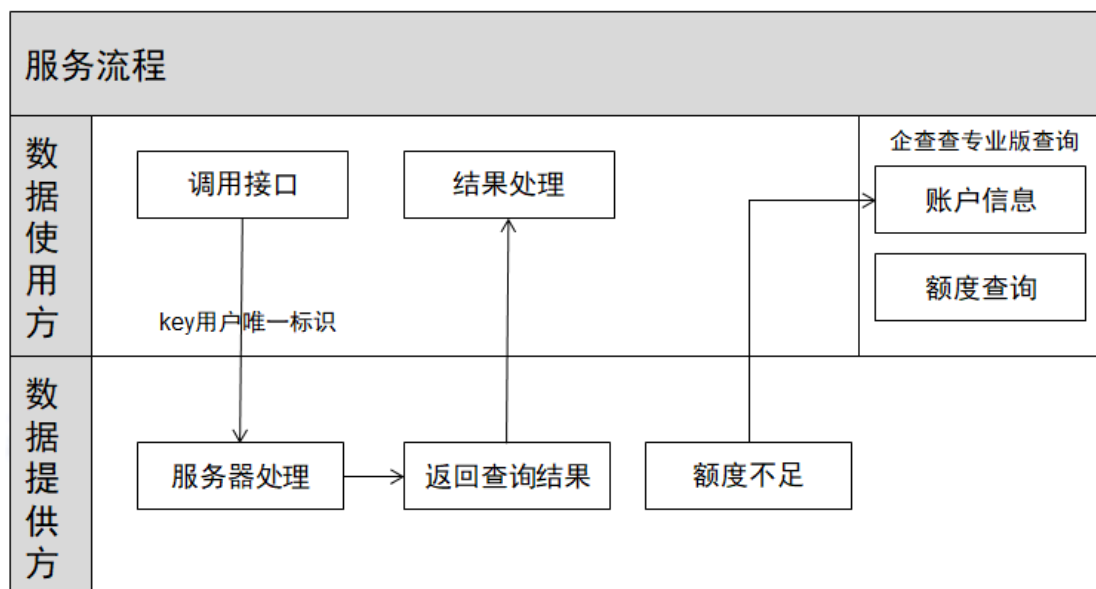 服务流程
数据使用方
调用接口
结果处理
企查查专业版查询
账户信息
额度查询
key用户唯一标识
数据提供方
服务器处理
返回查询结果
额度不足